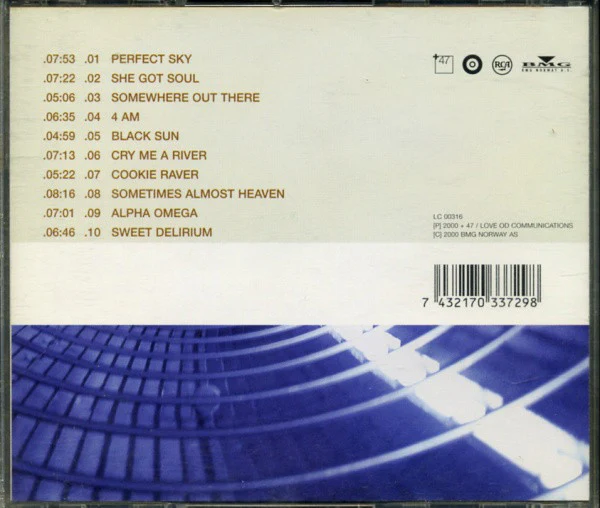 .07:53 .01 PERFECT SKY
.07:22 .02 SHE GOT SOUL
.05:06 .03 SOMEWHERE OUT THERE
.06:35 .04 4 AM
.04:59 .05 BLACK SUN
.07:13 .06 CRY ME A RIVER
.05:22 .07 COOKIE RAVER
.08:16 .08 SOMETIMES ALMOST HEAVEN
.07:01 .09 ALPHA OMEGA
.06:46 .10 SWEET DELIRIUM
+47
RCA
BMG
BMG NORWAY A.S.
LC 00316
[P] 2000 + 47 / LOVE OD COMMUNICATIONS
[C] 2000 BMG NORWAY AS
7 432170 337298